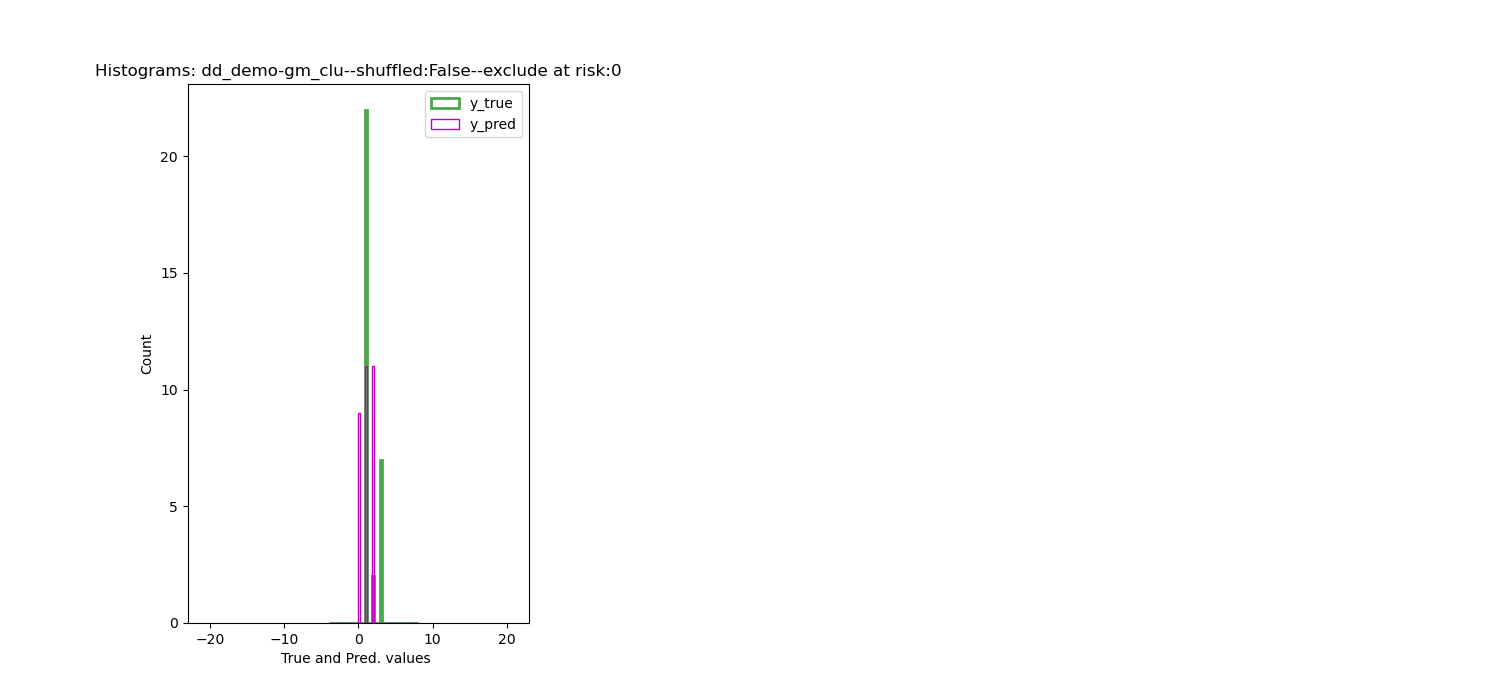 Histograms: dd_demo-gm_clu--shuffled:False--exclude at risk:0
y_true
y_pred
20
15
10
5
0
Count
−20 −10 0 10 20
True and Pred. values